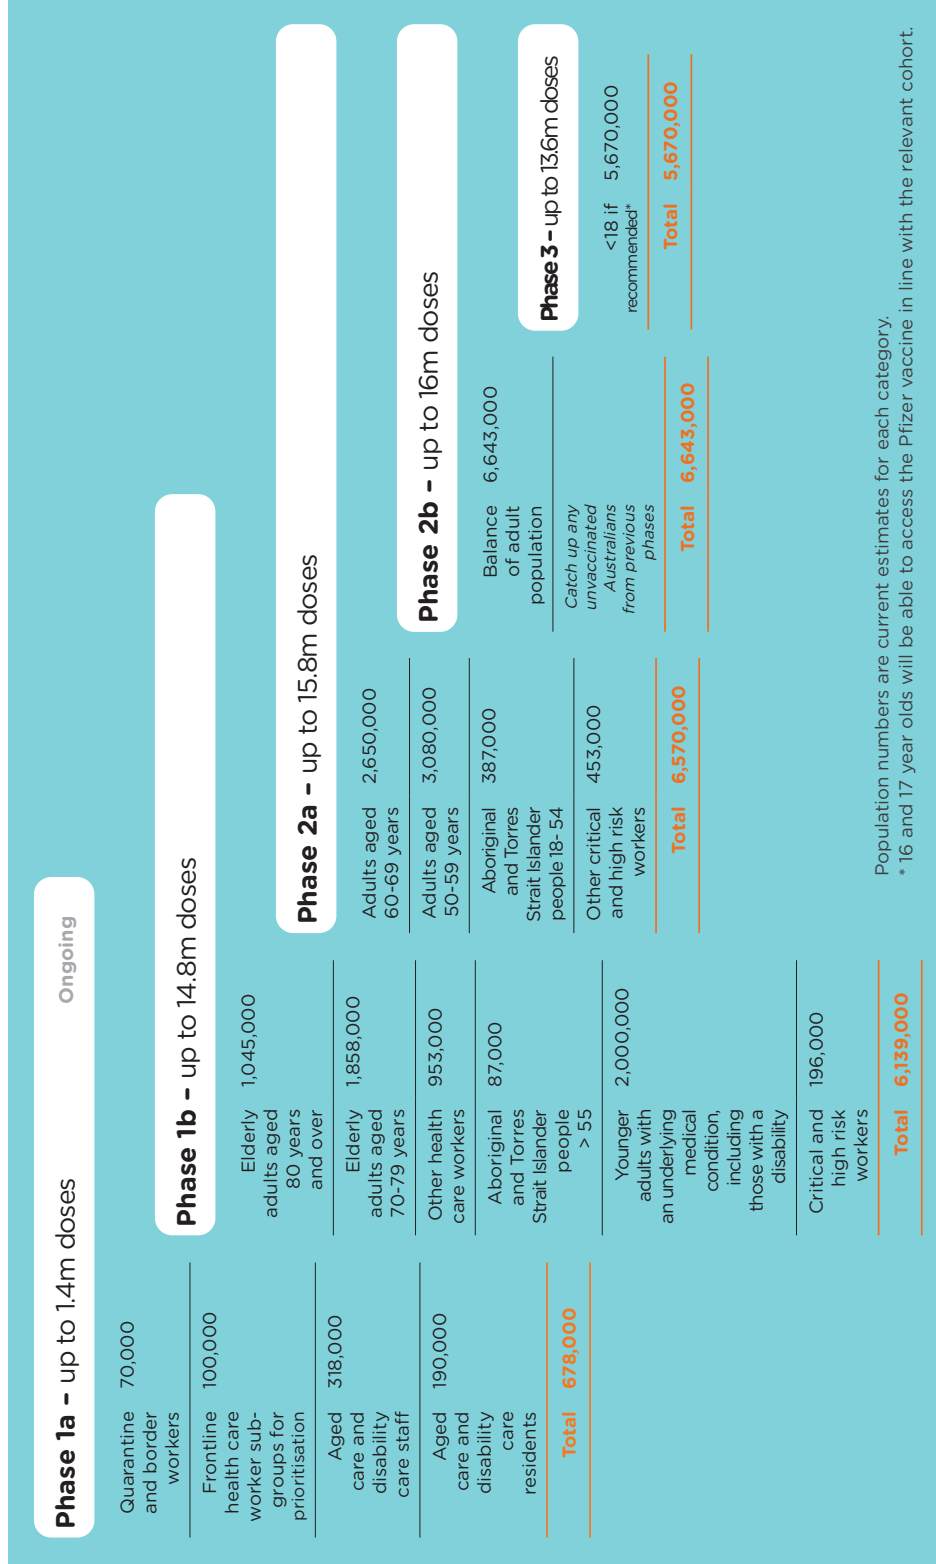 Phase 1a – up to 1.4m doses
Ongoing
Quarantine
and border
workers
70,000
Frontline
health care
worker sub-
groups for
prioritisation
100,000
Aged
care and
disability
care staff
318,000
Aged
care and
disability
care
residents
190,000
Total 678,000
Phase 1b – up to 14.8m doses
Elderly
adults aged
80 years
and over
1,045,000
Elderly
adults aged
70-79 years
1,858,000
Other health
care workers
953,000
Aboriginal
and Torres
Strait Islander
people
> 55
87,000
Younger
adults with
an underlying
medical
condition,
including
those with a
disability
2,000,000
Critical and
high risk
workers
196,000
Total 6,139,000
Phase 2a – up to 15.8m doses
Adults aged
60-69 years
2,650,000
Adults aged
50-59 years
3,080,000
Aboriginal
and Torres
Strait Islander
people 18- 54
387,000
Other critical
and high risk
workers
453,000
Total 6,570,000
Phase 2b – up to 16m doses
Balance
of adult
population
6,643,000
Catch up any
unvaccinated
Australians
from previous
phases
Total 6,643,000
Phase 3 – up to 13.6m doses
<18 if
recommended*
5,670,000
Total 5,670,000
Population numbers are current estimates for each category.
* 16 and 17 year olds will be able to access the Pfizer vaccine in line with the relevant cohort.